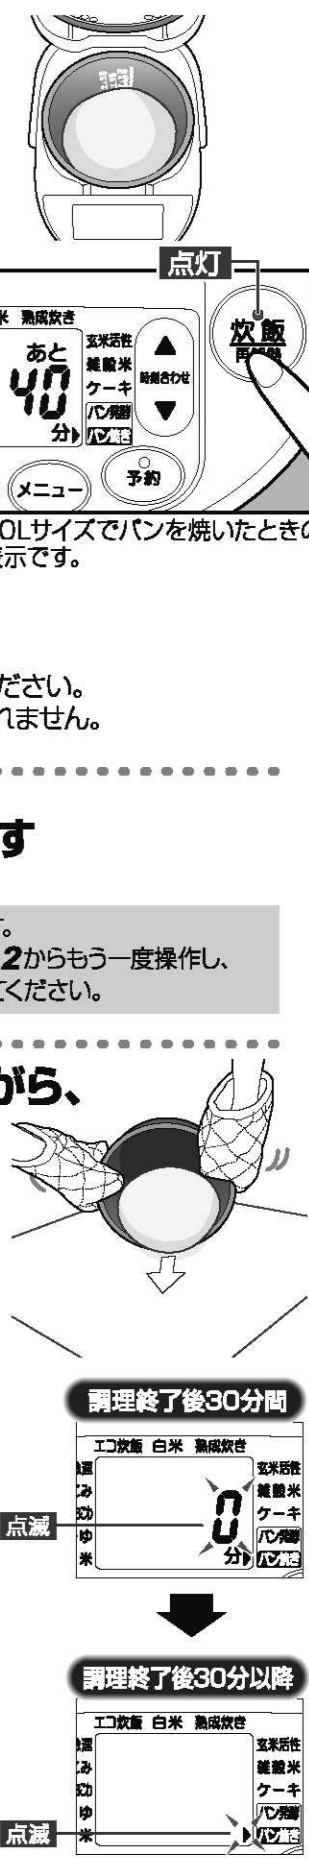 点灯
炊飯
米 熟成炊き
あと
40
分
玄米活性
雑穀米
ケーキ
パン発酵
パン焼き
時刻合わせ
メニュー
予約
0Lサイズでパンを焼いたときの
表示です。
ださい。
れません。
す
す。
2からもう一度操作し、
てください。
がら、
調理終了後30分間
エコ炊飯 白米 熟成炊き
玄米活性
雑穀米
ケーキ
パン発酵
パン焼き
0
分
点滅
ゆ
米
調理終了後30分以降
エコ炊飯 白米 熟成炊き
玄米活性
雑穀米
ケーキ
パン発酵
パン焼き
ゆ
米
点滅